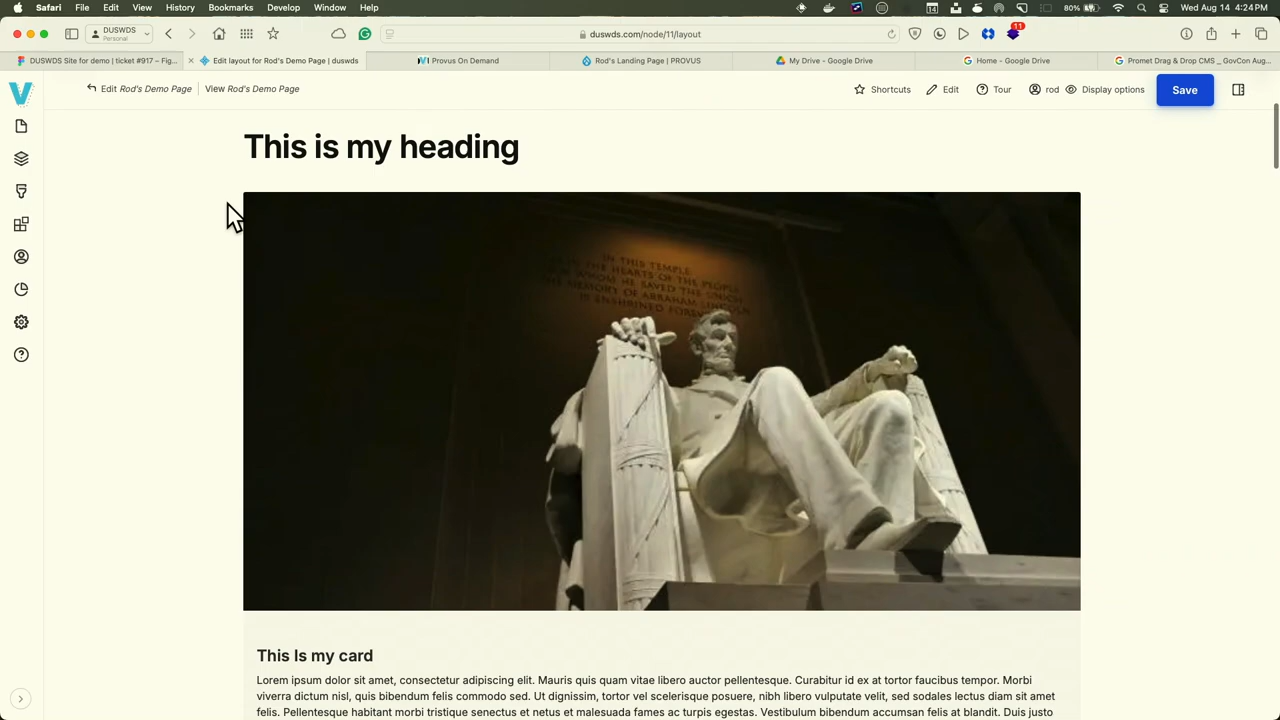 Safari File Edit View History Bookmarks Develop Window Help
80% Wed Aug 14 4:24 PM
DUSWDS
Personal
duswds.com/node/11/layout
11
DUSWDS Site for demo | ticket #917 – Fig...
Edit layout for Rod's Demo Page | duswds
Provus On Demand
Rod's Landing Page | PROVUS
My Drive - Google Drive
Home - Google Drive
Promet Drag & Drop CMS _ GovCon Aug...
Edit Rod's Demo Page
View Rod's Demo Page
Shortcuts
Edit
Tour
rod
Display options
Save
This is my heading
IN THIS TEMPLE
HEARTS OF THE PEOPLE
WHOM HE SAVED THE UNION
MEMORY OF ABRAHAM LINCOLN
IS ENSHRINED FOREVER
This Is my card
Lorem ipsum dolor sit amet, consectetur adipiscing elit. Mauris quis quam vitae libero auctor pellentesque. Curabitur id ex at tortor faucibus tempor. Morbi
viverra dictum nisl, quis bibendum felis commodo sed. Ut dignissim, tortor vel scelerisque posuere, nibh libero vulputate velit, sed sodales lectus diam sit amet
felis. Pellentesque habitant morbi tristique senectus et netus et malesuada fames ac turpis egestas. Vestibulum bibendum accumsan felis at blandit. Duis justo